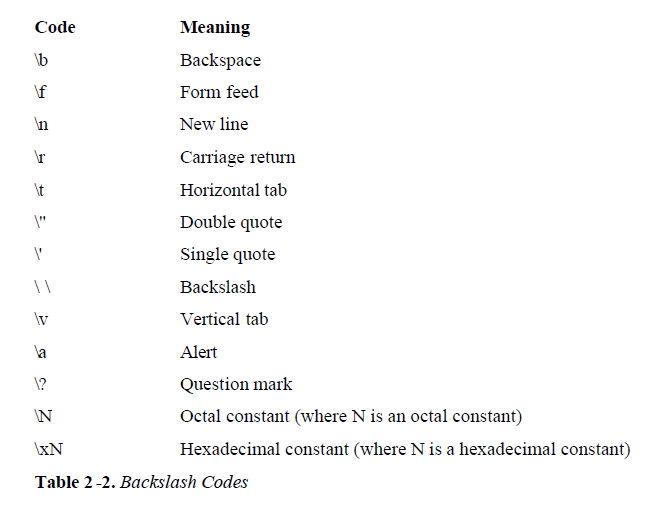 Code Meaning
\b Backspace
\f Form feed
\n New line
\r Carriage return
\t Horizontal tab
\" Double quote
\' Single quote
\ \ Backslash
\v Vertical tab
\a Alert
\? Question mark
\N Octal constant (where N is an octal constant)
\xN Hexadecimal constant (where N is a hexadecimal constant)
Table 2-2. Backslash Codes